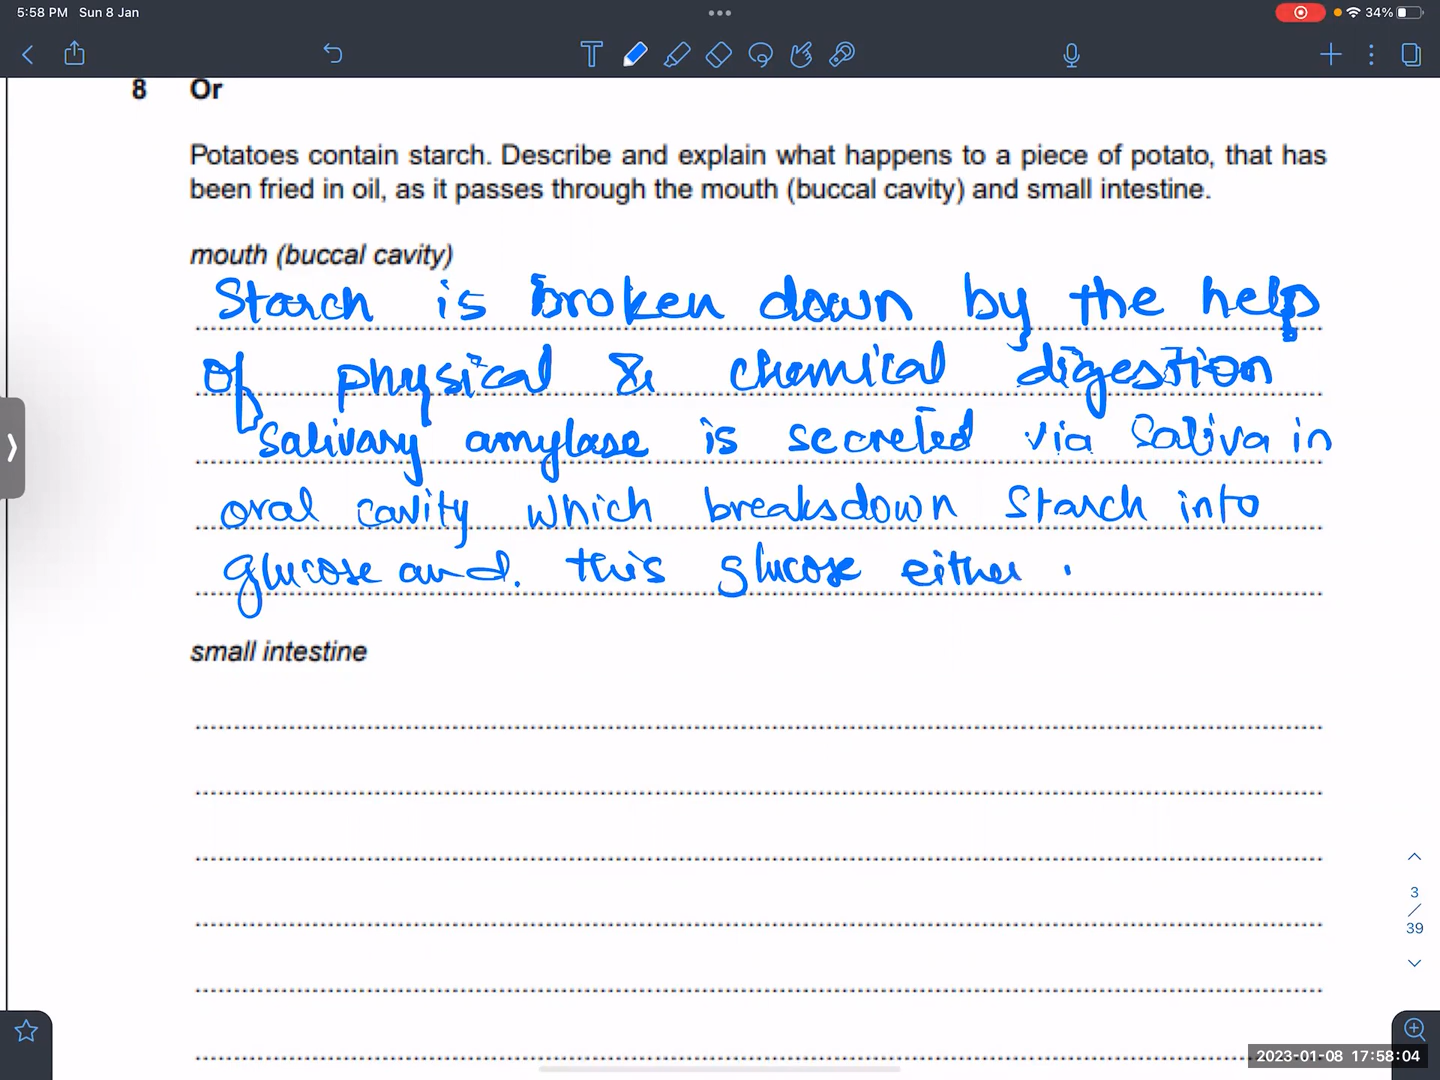 5:58 PM Sun 8 Jan
34%
8 Or
Potatoes contain starch. Describe and explain what happens to a piece of potato, that has
been fried in oil, as it passes through the mouth (buccal cavity) and small intestine.
mouth (buccal cavity)
Starch is broken down by the help
of physical & chemical digestion
Salivary amylase is secreted via Saliva in
oral cavity which breaksdown Starch into
glucose and. this glucose either .
small intestine
3
/
39
2023-01-08 17:58:04